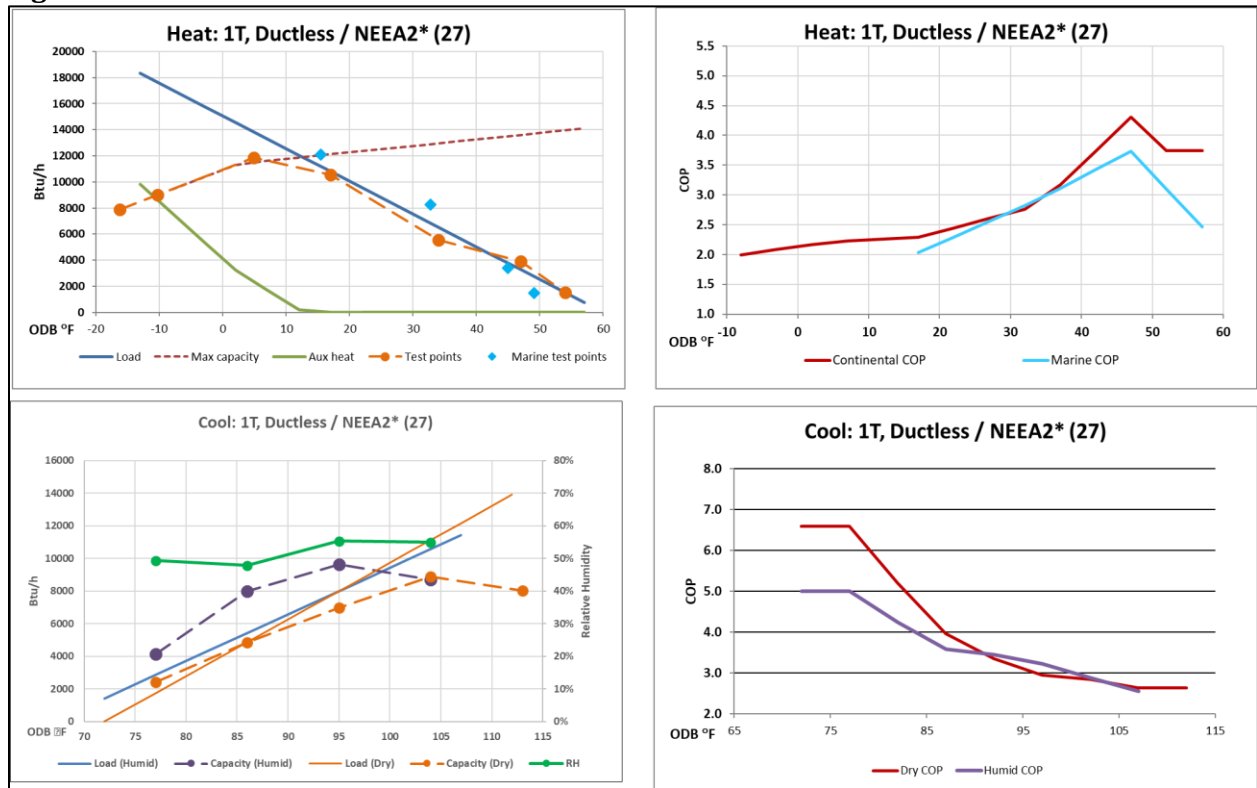 Heat: 1T, Ductless / NEEA2* (27)
20000
18000
16000
14000
12000
10000
8000
6000
4000
2000
0
Btu/h
-20 -10 0 10 20 30 40 50 60
ODB °F
Load Max capacity Aux heat Test points Marine test points
Heat: 1T, Ductless / NEEA2* (27)
5.5
5.0
4.5
4.0
3.5
3.0
2.5
2.0
1.5
1.0
COP
-10 0 10 20 30 40 50 60
ODB °F
Continental COP Marine COP
Cool: 1T, Ductless / NEEA2* (27)
16000
14000
12000
10000
8000
6000
4000
2000
0
Btu/h
80%
70%
60%
50%
40%
30%
20%
10%
0%
Relative Humidity
70 75 80 85 90 95 100 105 110 115
ODB F
Load (Humid) Capacity (Humid) Load (Dry) Capacity (Dry) RH
Cool: 1T, Ductless / NEEA2* (27)
8.0
7.0
6.0
5.0
4.0
3.0
2.0
COP
65 75 85 95 105 115
ODB °F
Dry COP Humid COP